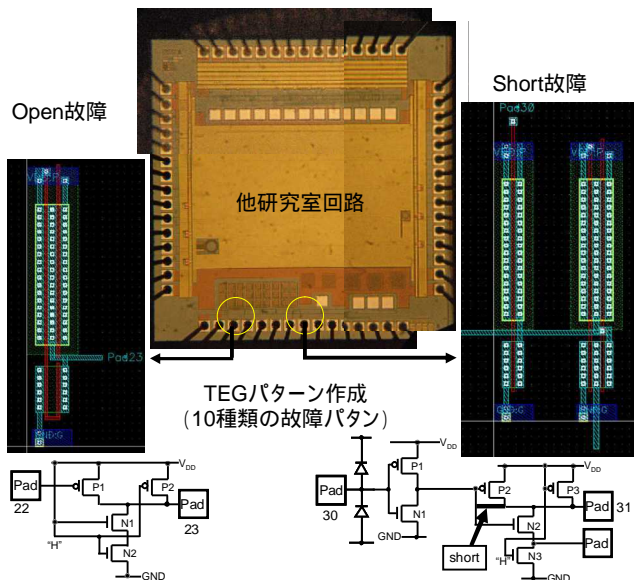 Open故障
Short故障
Pad30
他研究室回路
Pad23
GND:G
TEGパターン作成
(10種類の故障パタン)
VDD
Pad
22
P1
P2
Pad
23
N1
"H"
N2
GND
VDD
P1
Pad
30
N1
GND
P2
P3
Pad
31
N2
Pad
short
"H"
N3
GND